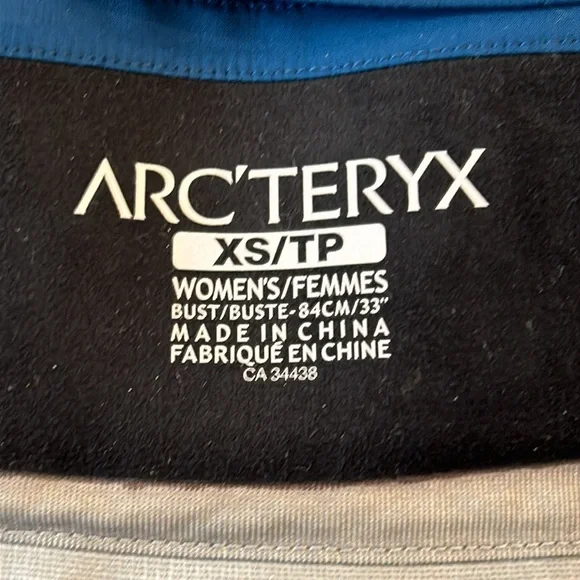 ARC'TERYX
XS/TP
WOMEN'S/FEMMES
BUST/BUSTE-84CM/33"
MADE IN CHINA
FABRIQUÉ EN CHINE
CA 34438